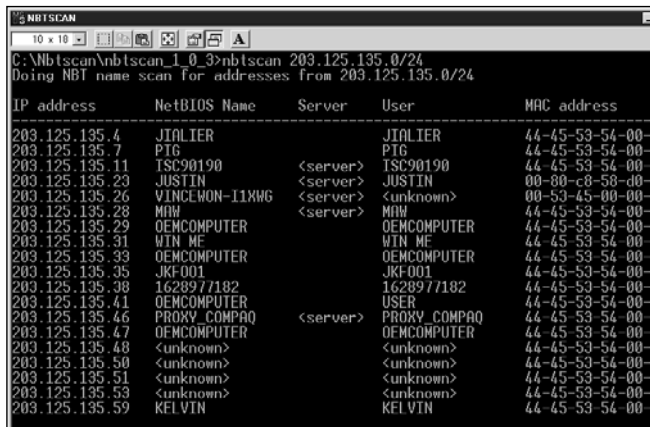 NBTSCAN
10 x 18 A
C:\Nbtscan\nbtscan_1_0_3>nbtscan 203.125.135.0/24
Doing NBT name scan for addresses from 203.125.135.0/24
IP address NetBIOS Name Server User MAC address
203.125.135.4 JIALIER JIALIER 44-45-53-54-00-
203.125.135.7 PTG PTG 44-45-53-54-00-
203.125.135.11 ISC90190 <server> ISC90190 44-45-53-54-00-
203.125.135.23 JUSTIN <server> JUSTIN 00-80-c8-58-d0-
203.125.135.26 VINCEWON-I1XWG <server> <unknown> 00-53-45-00-00-
203.125.135.28 MAW <server> MAW 44-45-53-54-00-
203.125.135.29 OEMCOMPUTER OEMCOMPUTER 44-45-53-54-00-
203.125.135.31 WIN ME WIN ME 44-45-53-54-00-
203.125.135.33 OEMCOMPUTER OEMCOMPUTER 44-45-53-54-00-
203.125.135.35 JKF001 JKF001 44-45-53-54-00-
203.125.135.38 1628977182 1628977182 44-45-53-54-00-
203.125.135.41 OEMCOMPUTER USER 44-45-53-54-00-
203.125.135.46 PROXY_COMPAQ <server> PROXY_COMPAQ 44-45-53-54-00-
203.125.135.47 OEMCOMPUTER OEMCOMPUTER 44-45-53-54-00-
203.125.135.48 <unknown> <unknown> 44-45-53-54-00-
203.125.135.50 <unknown> <unknown> 44-45-53-54-00-
203.125.135.51 <unknown> <unknown> 44-45-53-54-00-
203.125.135.53 <unknown> <unknown> 44-45-53-54-00-
203.125.135.59 KELVIN KELVIN 44-45-53-54-00-